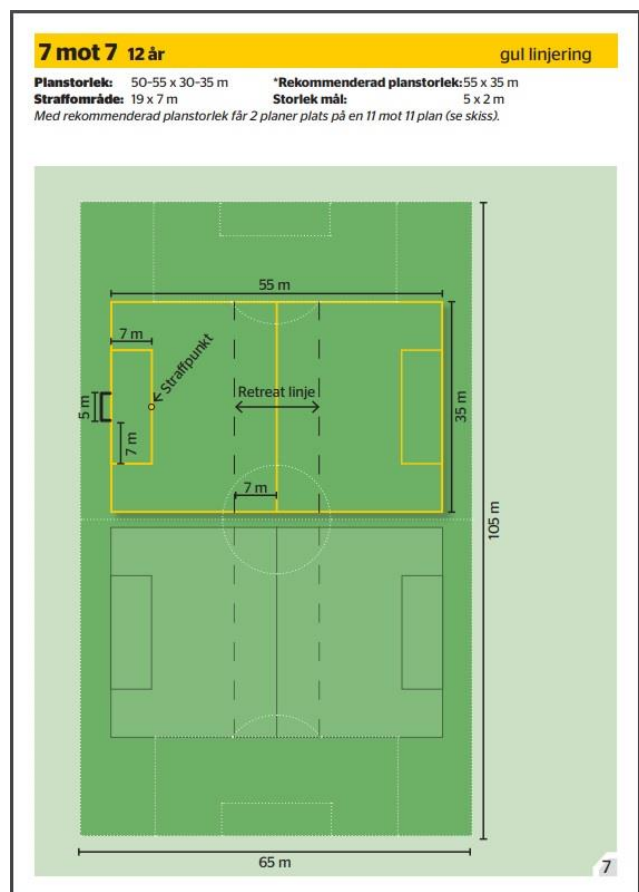 7 mot 7 12 år gul linjering
Planstorlek: 50-55 x 30-35 m *Rekommenderad planstorlek: 55 x 35 m
Straffområde: 19 x 7 m Storlek mål: 5 x 2 m
Med rekommenderad planstorlek får 2 planer plats på en 11 mot 11 plan (se skiss).
55 m
7 m
Straffpunkt
Retreat linje
5 m
35 m
7 m
7 m
105 m
65 m
7